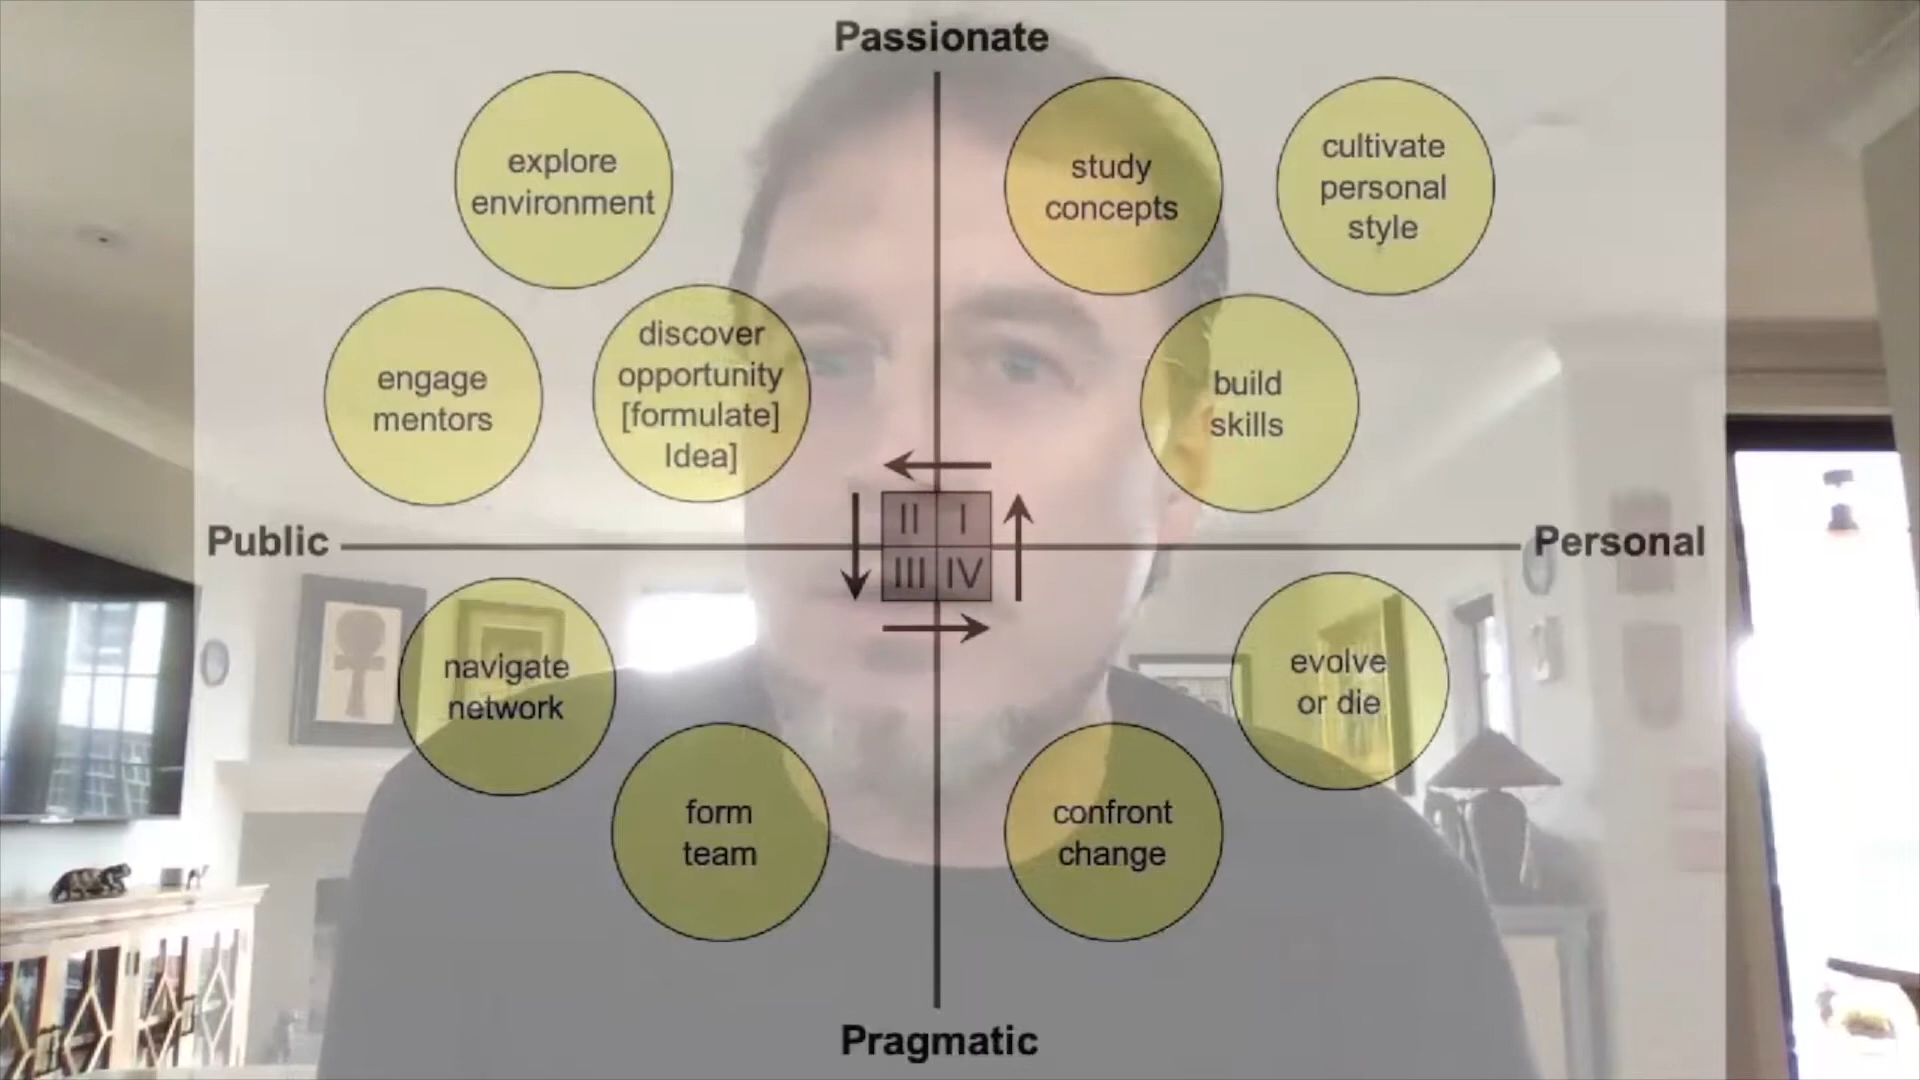 Passionate
explore
environment
study
concepts
cultivate
personal
style
engage
mentors
discover
opportunity
[formulate]
Idea]
build
skills
Public
II
I
III
IV
Personal
navigate
network
evolve
or die
form
team
confront
change
Pragmatic